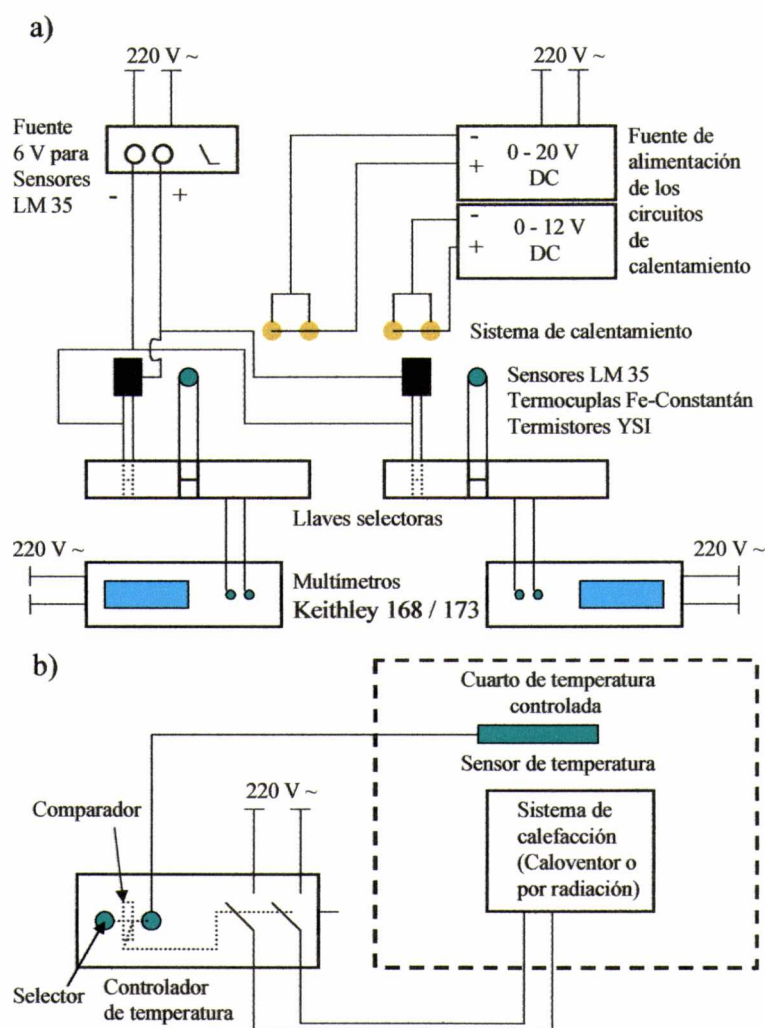 a)
220 V ~
220 V ~
Fuente
6 V para
Sensores
LM 35
-
+
-
+
0 - 20 V
DC
-
+
0 - 12 V
DC
Fuente de
alimentación
de los
circuitos
de
calentamiento
Sistema de calentamiento
Sensores LM 35
Termocuplas Fe-Constantán
Termistores YSI
Llaves selectoras
220 V ~
Multímetros
Keithley 168 / 173
220 V ~
b)
Cuarto de temperatura
controlada
Sensor de temperatura
220 V ~
Comparador
Sistema de
calefacción
(Caloventor o
por radiación)
Selector
Controlador
de temperatura